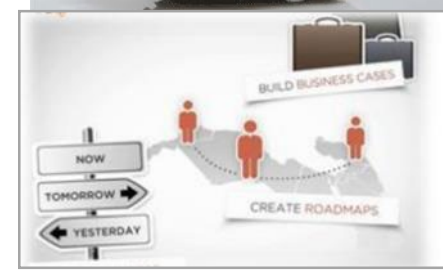 BUILD BUSINESS CASES
NOW
TOMORROW
YESTERDAY
CREATE ROADMAPS